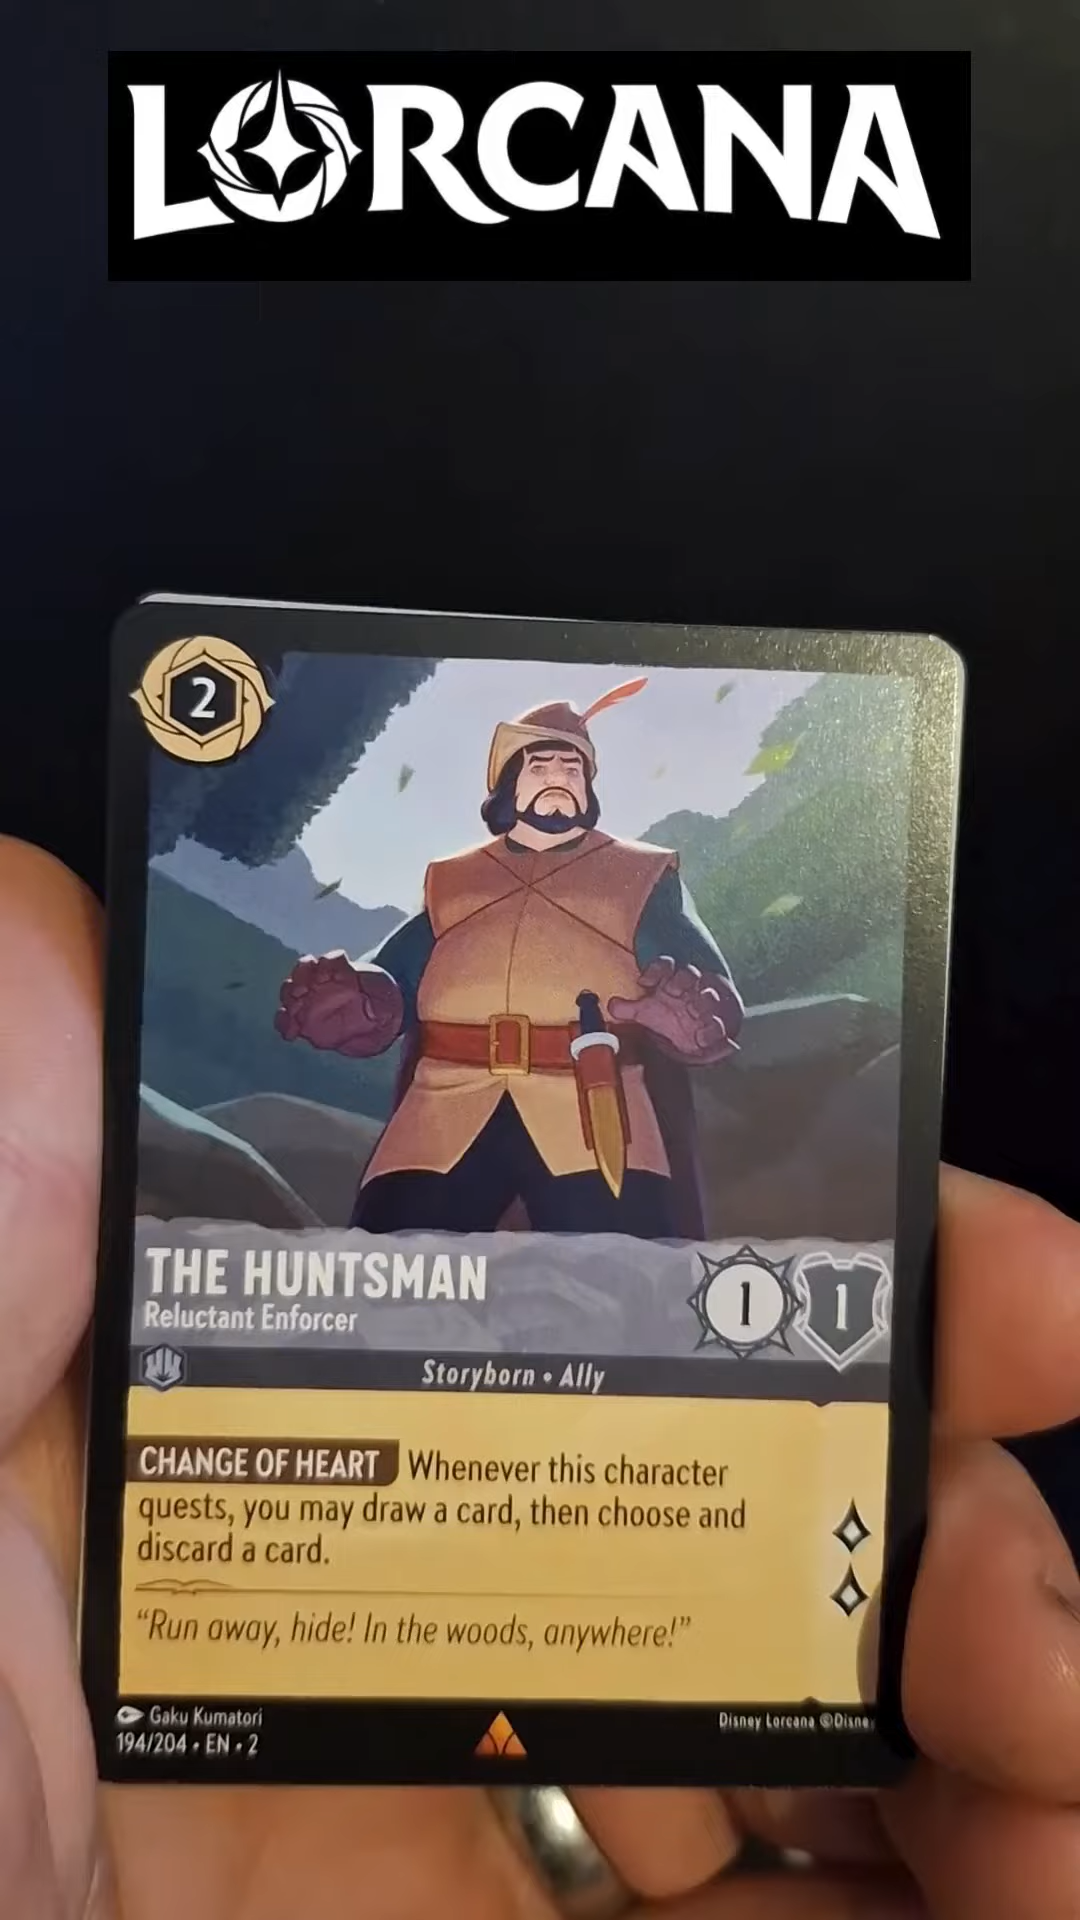 LORCANA
2
THE HUNTSMAN
Reluctant Enforcer
1
1
Storyborn • Ally
CHANGE OF HEART Whenever this character
quests, you may draw a card, then choose and
discard a card.
“Run away, hide! In the woods, anywhere!”
Gaku Kumatori
194/204 • EN • 2
Disney Lorcana ©Disne